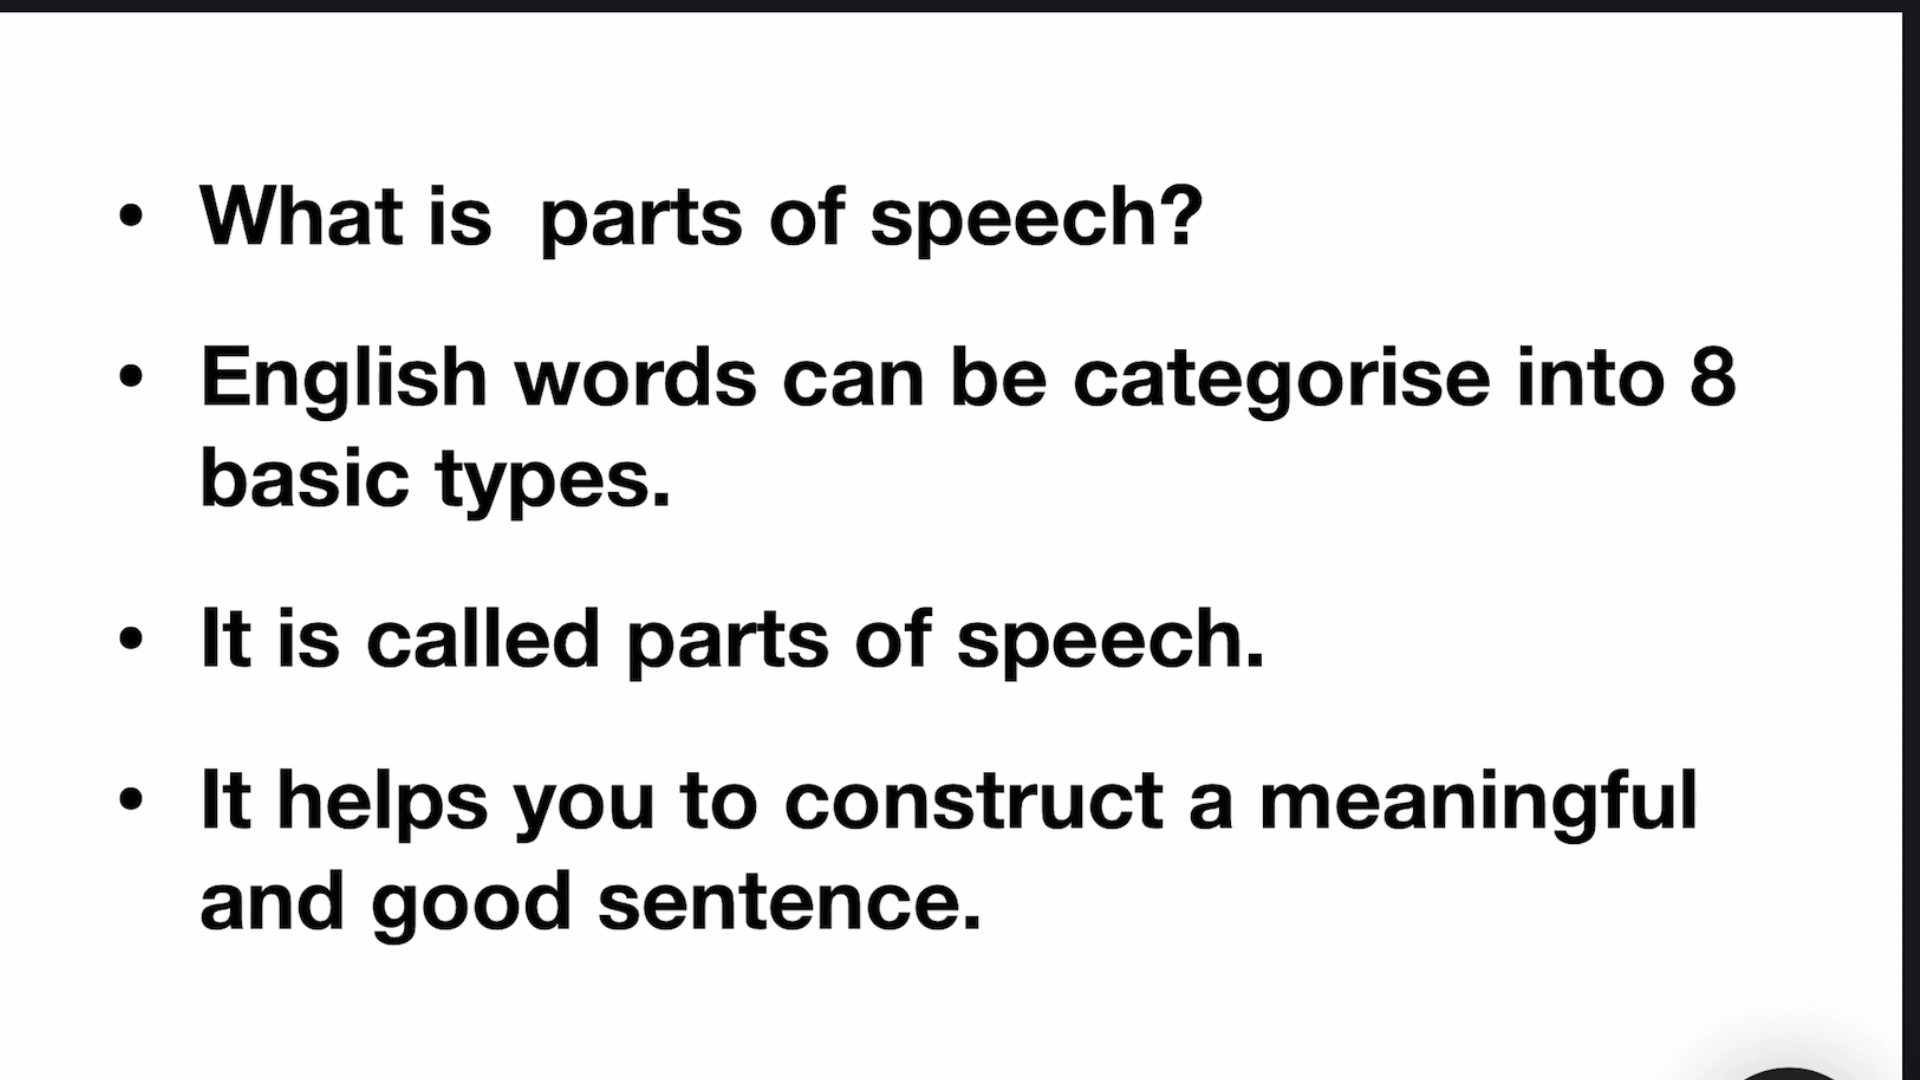 • What is  parts of speech?
• English words can be categorise into 8
basic types.
• It is called parts of speech.
• It helps you to construct a meaningful
and good sentence.